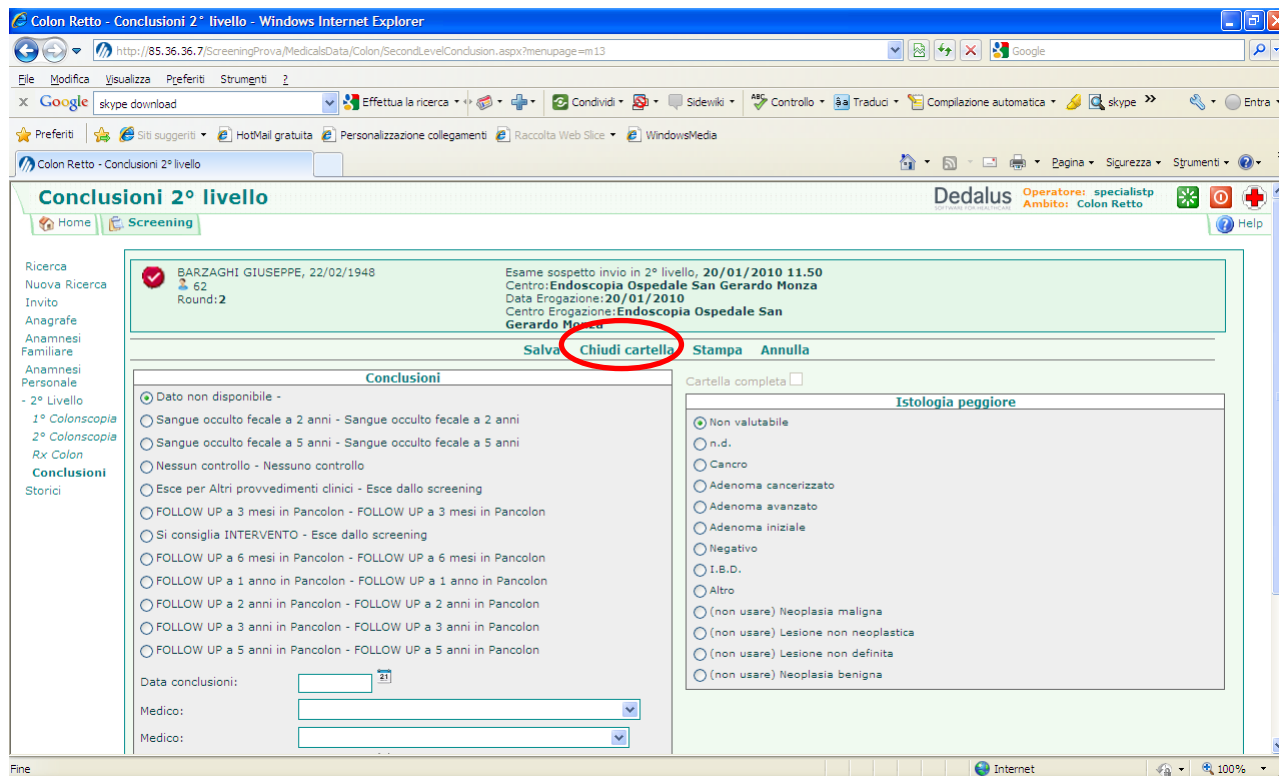 Colon Retto - Conclusioni 2° livello - Windows Internet Explorer
http://85.36.36.7/ScreeningProva/MedicalsData/Colon/SecondLevelConclusion.aspx?menupage=m13
Google
File Modifica Visualizza Preferiti Strumenti ?
x Google skype download Effettua la ricerca Condividi Sidewiki Controllo Traduci Compilazione automatica skype » Entra
Preferiti Siti suggeriti HotMail gratuita Personalizzazione collegamenti Raccolta Web Slice WindowsMedia
Colon Retto - Conclusioni 2° livello Pagina Sicurezza Strumenti
Conclusioni 2° livello
Dedalus
SOFTWARE FOR HEALTHCARE
Operatore: specialistp
Ambito: Colon Retto
Home Screening Help
Ricerca
Nuova Ricerca
Invito
Anagrafe
Anamnesi Familiare
Anamnesi Personale
- 2° Livello
1° Colonscopia
2° Colonscopia
Rx Colon
Conclusioni
Storici
BARZAGHI GIUSEPPE, 22/02/1948
62
Round:2
Esame sospetto invio in 2° livello, 20/01/2010 11.50
Centro:Endoscopia Ospedale San Gerardo Monza
Data Erogazione:20/01/2010
Centro Erogazione:Endoscopia Ospedale San
Gerardo Monza
Salva Chiudi cartella Stampa Annulla
Conclusioni
Dato non disponibile -
Sangue occulto fecale a 2 anni - Sangue occulto fecale a 2 anni
Sangue occulto fecale a 5 anni - Sangue occulto fecale a 5 anni
Nessun controllo - Nessuno controllo
Esce per Altri provvedimenti clinici - Esce dallo screening
FOLLOW UP a 3 mesi in Pancolon - FOLLOW UP a 3 mesi in Pancolon
Si consiglia INTERVENTO - Esce dallo screening
FOLLOW UP a 6 mesi in Pancolon - FOLLOW UP a 6 mesi in Pancolon
FOLLOW UP a 1 anno in Pancolon - FOLLOW UP a 1 anno in Pancolon
FOLLOW UP a 2 anni in Pancolon - FOLLOW UP a 2 anni in Pancolon
FOLLOW UP a 3 anni in Pancolon - FOLLOW UP a 3 anni in Pancolon
FOLLOW UP a 5 anni in Pancolon - FOLLOW UP a 5 anni in Pancolon
Data conclusioni: 21
Medico:
Medico:
Cartella completa
Istologia peggiore
Non valutabile
n.d.
Cancro
Adenoma cancerizzato
Adenoma avanzato
Adenoma iniziale
Negativo
I.B.D.
Altro
(non usare) Neoplasia maligna
(non usare) Lesione non neoplastica
(non usare) Lesione non definita
(non usare) Neoplasia benigna
Fine Internet 100%